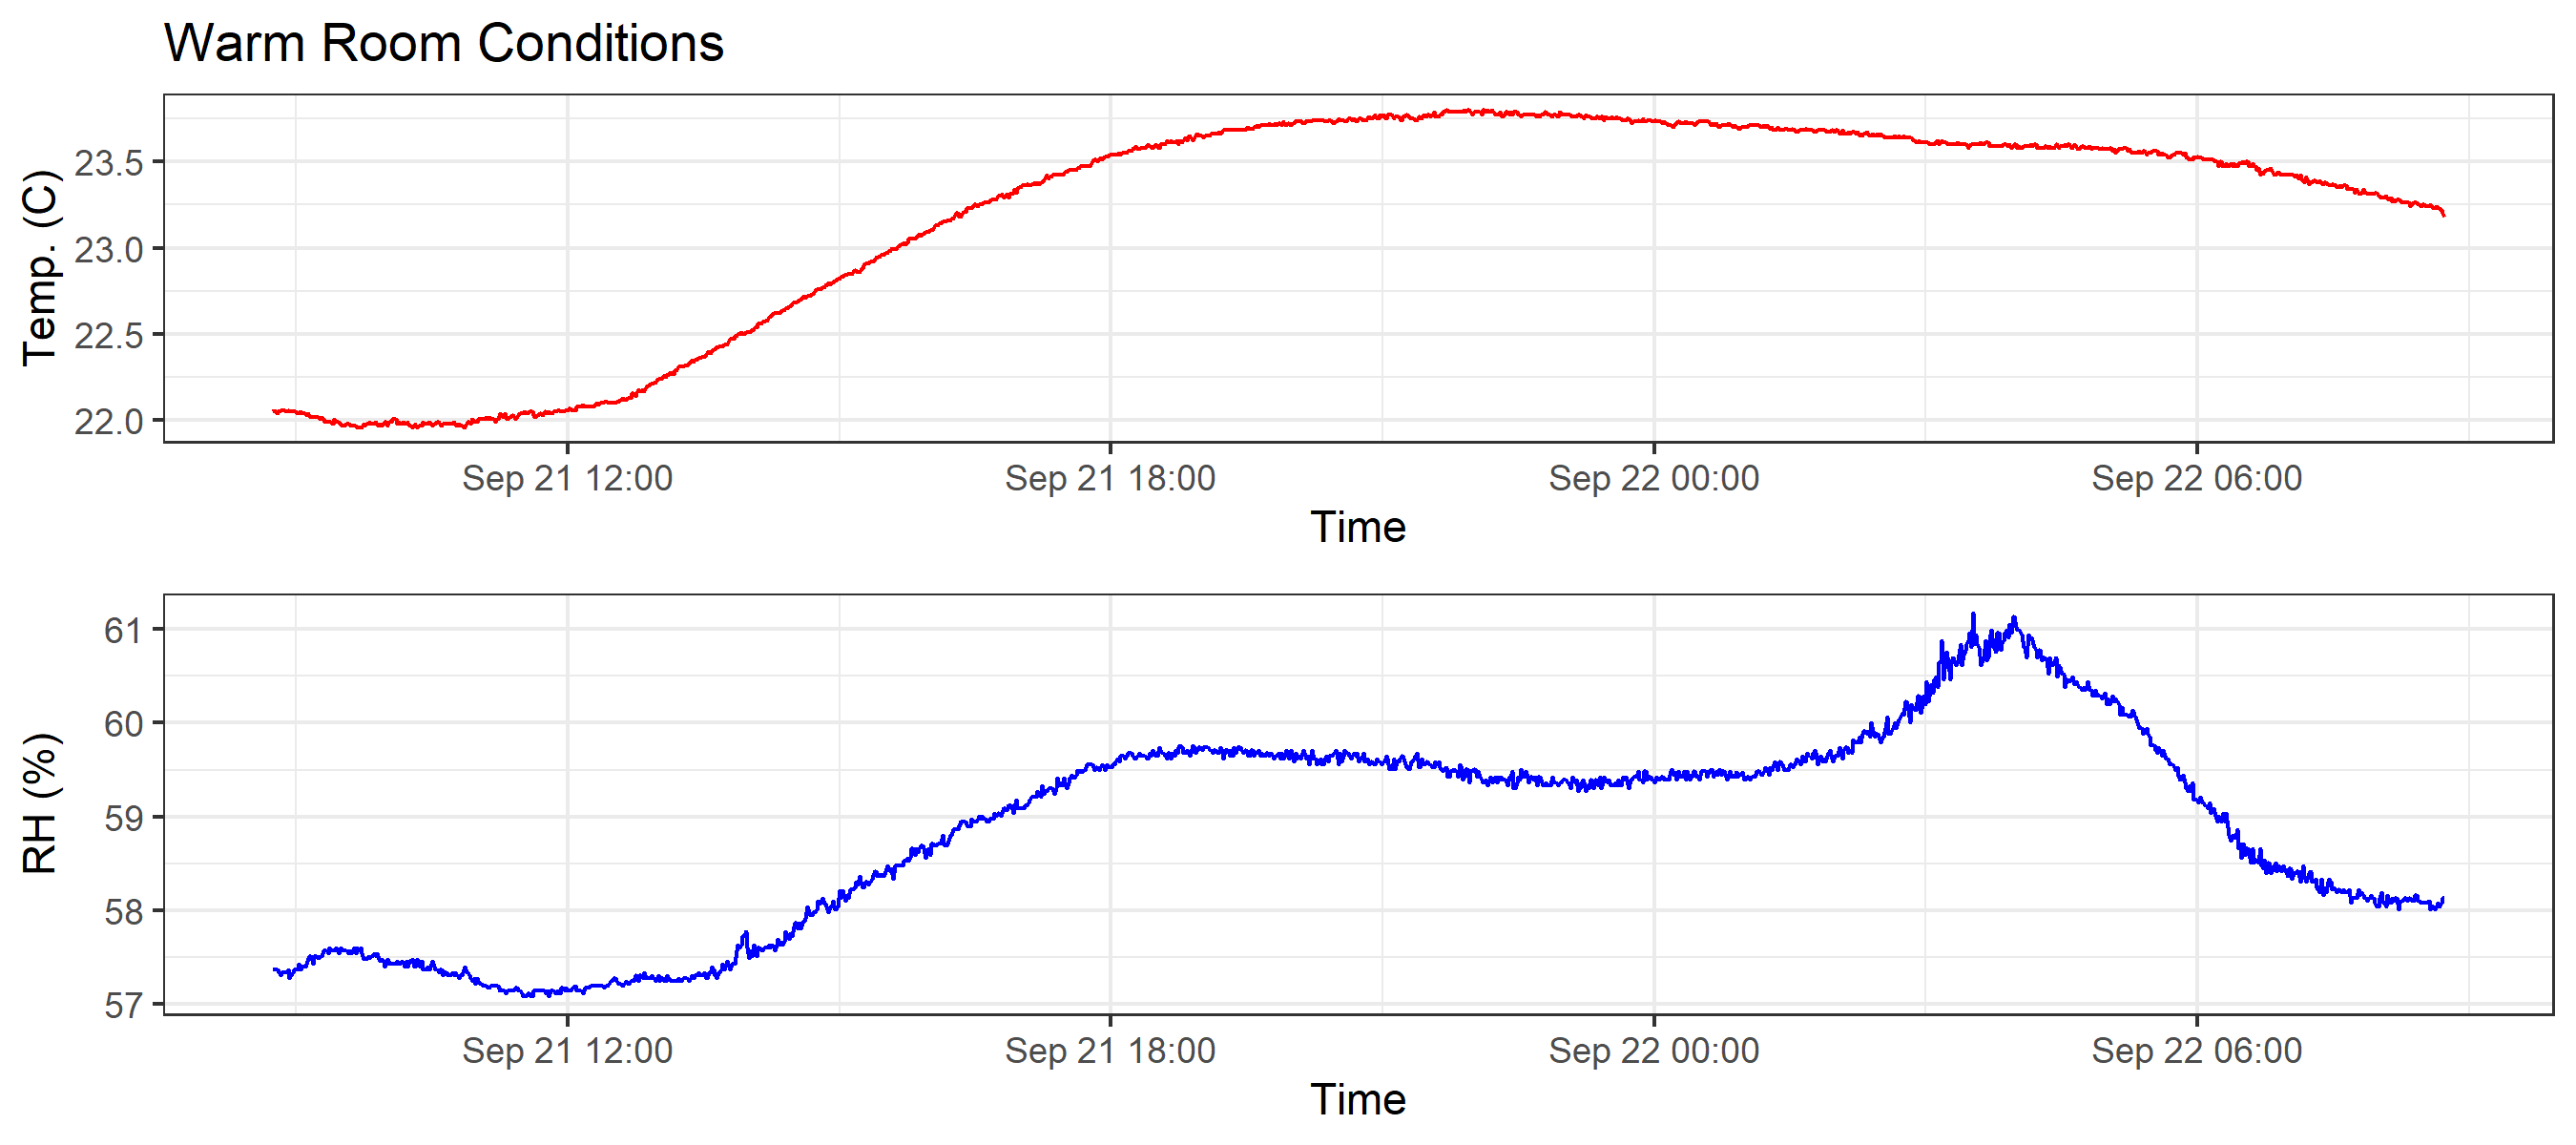 Warm Room Conditions
Temp. (C)
23.5
23.0
22.5
22.0
Sep 21 12:00 Sep 21 18:00 Sep 22 00:00 Sep 22 06:00
Time
RH (%)
61
60
59
58
57
Sep 21 12:00 Sep 21 18:00 Sep 22 00:00 Sep 22 06:00
Time